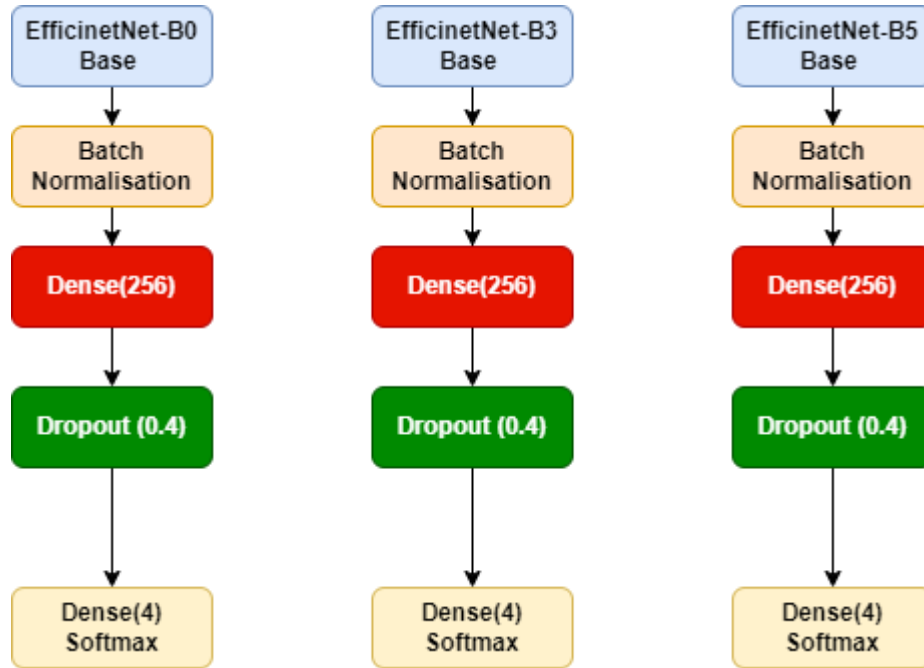 EfficinetNet-B0
Base
Batch
Normalisation
Dense(256)
Dropout (0.4)
Dense(4)
Softmax
EfficinetNet-B3
Base
Batch
Normalisation
Dense(256)
Dropout (0.4)
Dense(4)
Softmax
EfficinetNet-B5
Base
Batch
Normalisation
Dense(256)
Dropout (0.4)
Dense(4)
Softmax